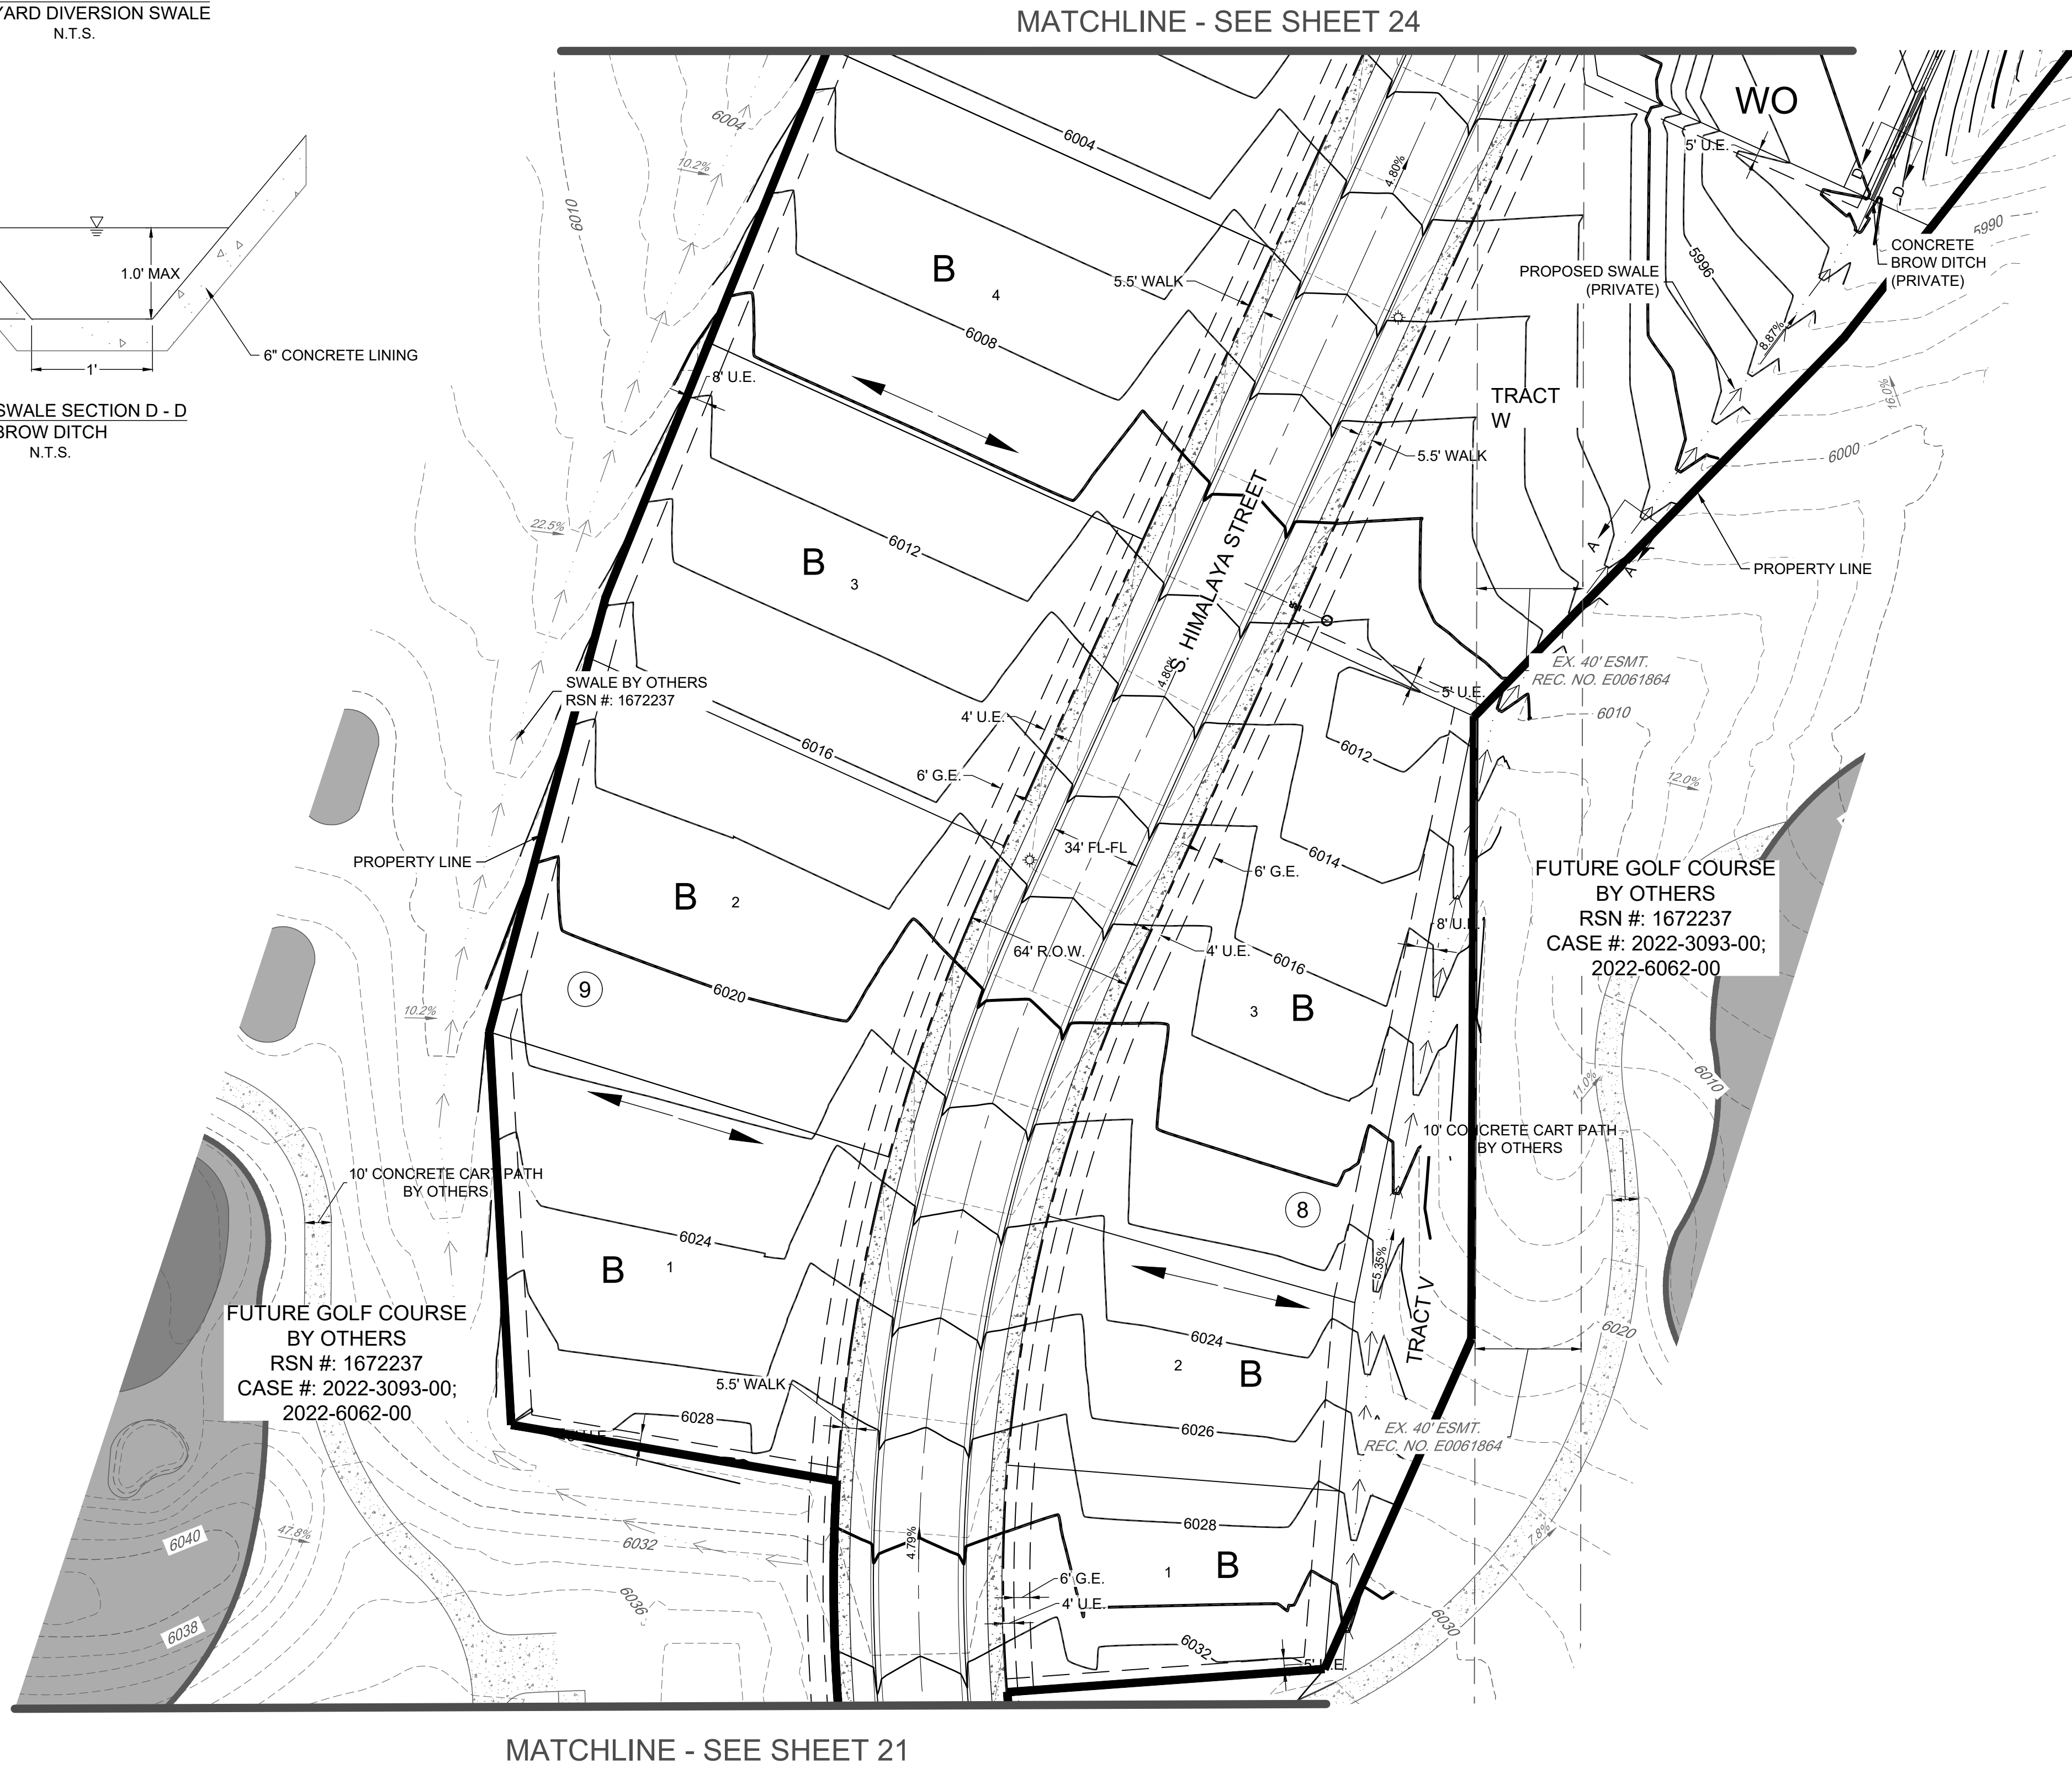 YARD DIVERSION SWALE
N.T.S.
MATCHLINE - SEE SHEET 24
1.0' MAX
6" CONCRETE LINING
1'
SWALE SECTION D - D
BROW DITCH
N.T.S.
6004
10.2%
6010
6004
4.80%
WO
5' U.E.
D
D
5990
CONCRETE
BROW DITCH
(PRIVATE)
B
4
5.5' WALK
PROPOSED SWALE
(PRIVATE)
5996
6008
8.87%
8' U.E.
TRACT
W
16.0%
5.5' WALK
6000
22.5%
6012
B
3
S. HIMALAYA STREET
A
A
PROPERTY LINE
EX. 40' ESMT.
REC. NO. E0061864
4.80%
SWALE BY OTHERS
RSN #: 1672237
5' U.E.
6010
4' U.E.
6016
6012
6' G.E.
12.0%
PROPERTY LINE
34' FL-FL
6014
6' G.E.
FUTURE GOLF COURSE
BY OTHERS
RSN #: 1672237
CASE #: 2022-3093-00;
2022-6062-00
B
2
8' U.E.
64' R.O.W.
4' U.E.
6016
9
6020
10.2%
3
B
6010
11.0%
10' CONCRETE CART PATH
BY OTHERS
10' CONCRETE CART PATH
BY OTHERS
8
6024
B
1
5.35%
TRACT V
FUTURE GOLF COURSE
BY OTHERS
RSN #: 1672237
CASE #: 2022-3093-00;
2022-6062-00
6024
6020
2
B
5.5' WALK
6028
6026
EX. 40' ESMT.
REC. NO. E0061864
6028
6040
47.8%
6032
4.79%
7.8%
1
B
6' G.E.
4' U.E.
6036
6038
6030
6032
5' U.E.
MATCHLINE - SEE SHEET 21